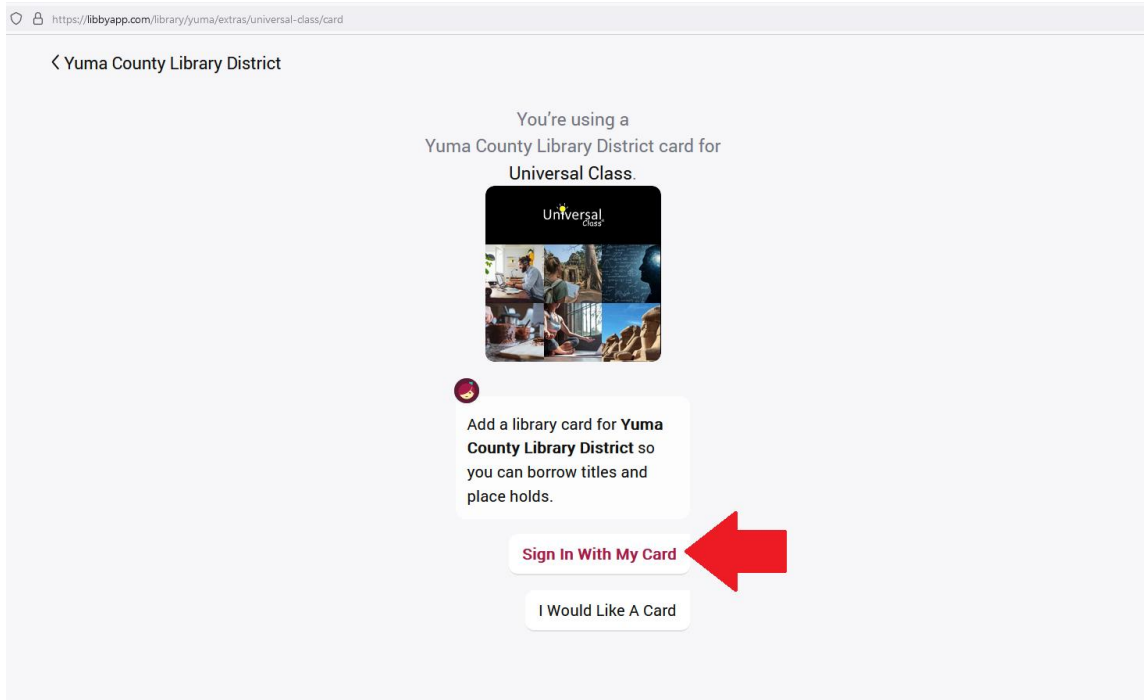 https://libbyapp.com/library/yuma/extras/universal-class/card
Yuma County Library District
You're using a
Yuma County Library District card for
Universal Class.
Universal
Class
Add a library card for Yuma
County Library District so
you can borrow titles and
place holds.
Sign In With My Card
I Would Like A Card